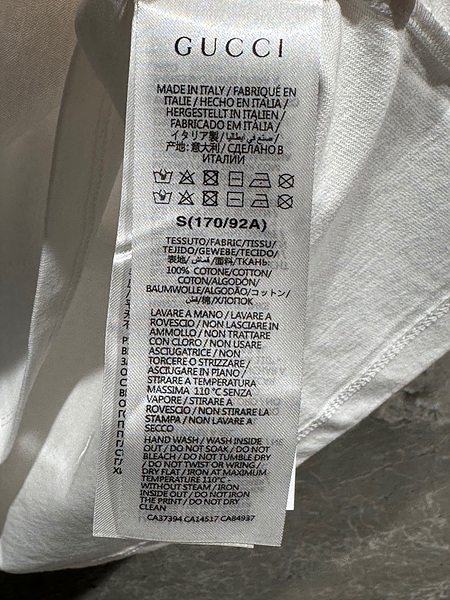 GUCCI
MADE IN ITALY / FABRIQUÉ EN
ITALIE / HECHO EN ITALIA /
HERGESTELLT IN ITALIEN /
FABRICADO EM ITÁLIA /
イタリア製 / صنع في ايطاليا /
产地: 意大利 / СДЕЛАНО В
ИТАЛИИ
S(170/92A)
TESSUTO/FABRIC/TISSU/
TEJIDO/GEWEBE/TECIDO/
表地/ قماش /面料/ТКАНЬ
100% COTONE/COTTON/
COTON/ALGODÓN/
BAUMWOLLE/ALGODÃO/コットン/
قطن/棉/ХЛОПОК
LAVARE A MANO / LAVARE A
ROVESCIO / NON LASCIARE IN
AMMOLLO / NON TRATTARE
CON CLORO / NON USARE
ASCIUGATRICE / NON
TORCERE O STRIZZARE /
ASCIUGARE IN PIANO /
STIRARE A TEMPERATURA
MASSIMA 110 °C SENZA
VAPORE / STIRARE A
ROVESCIO / NON STIRARE LA
STAMPA / NON LAVARE A
SECCO
HAND WASH / WASH INSIDE
OUT / DO NOT SOAK / DO NOT
BLEACH / DO NOT TUMBLE DRY
/ DO NOT TWIST OR WRING /
DRY FLAT / IRON AT MAXIMUM
TEMPERATURE 110°C -
WITHOUT STEAM / IRON
INSIDE OUT / DO NOT IRON
THE PRINT / DO NOT DRY
CLEAN
CA37394 CA14517 CA84937